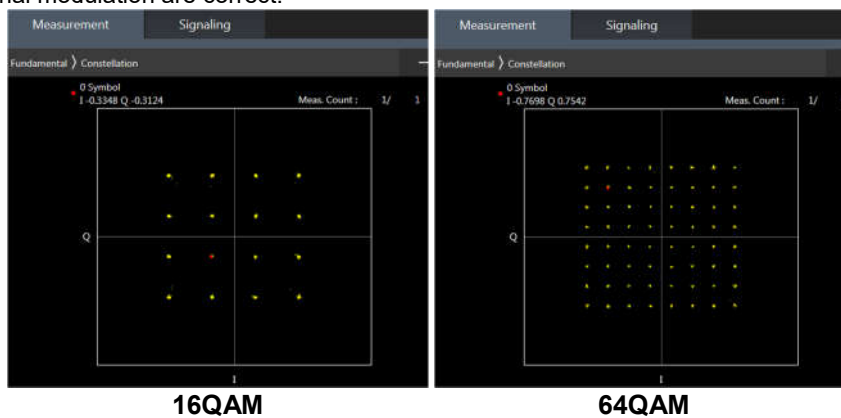 nal modulation are correct.
Measurement Signaling
Fundamental 〉 Constellation
0 Symbol
I -0.3348 Q -0.3124 Meas. Count : 1/ 1
Q
I
16QAM
Measurement Signaling
Fundamental 〉 Constellation
0 Symbol
I -0.7698 Q 0.7542 Meas. Count : 1/
Q
I
64QAM